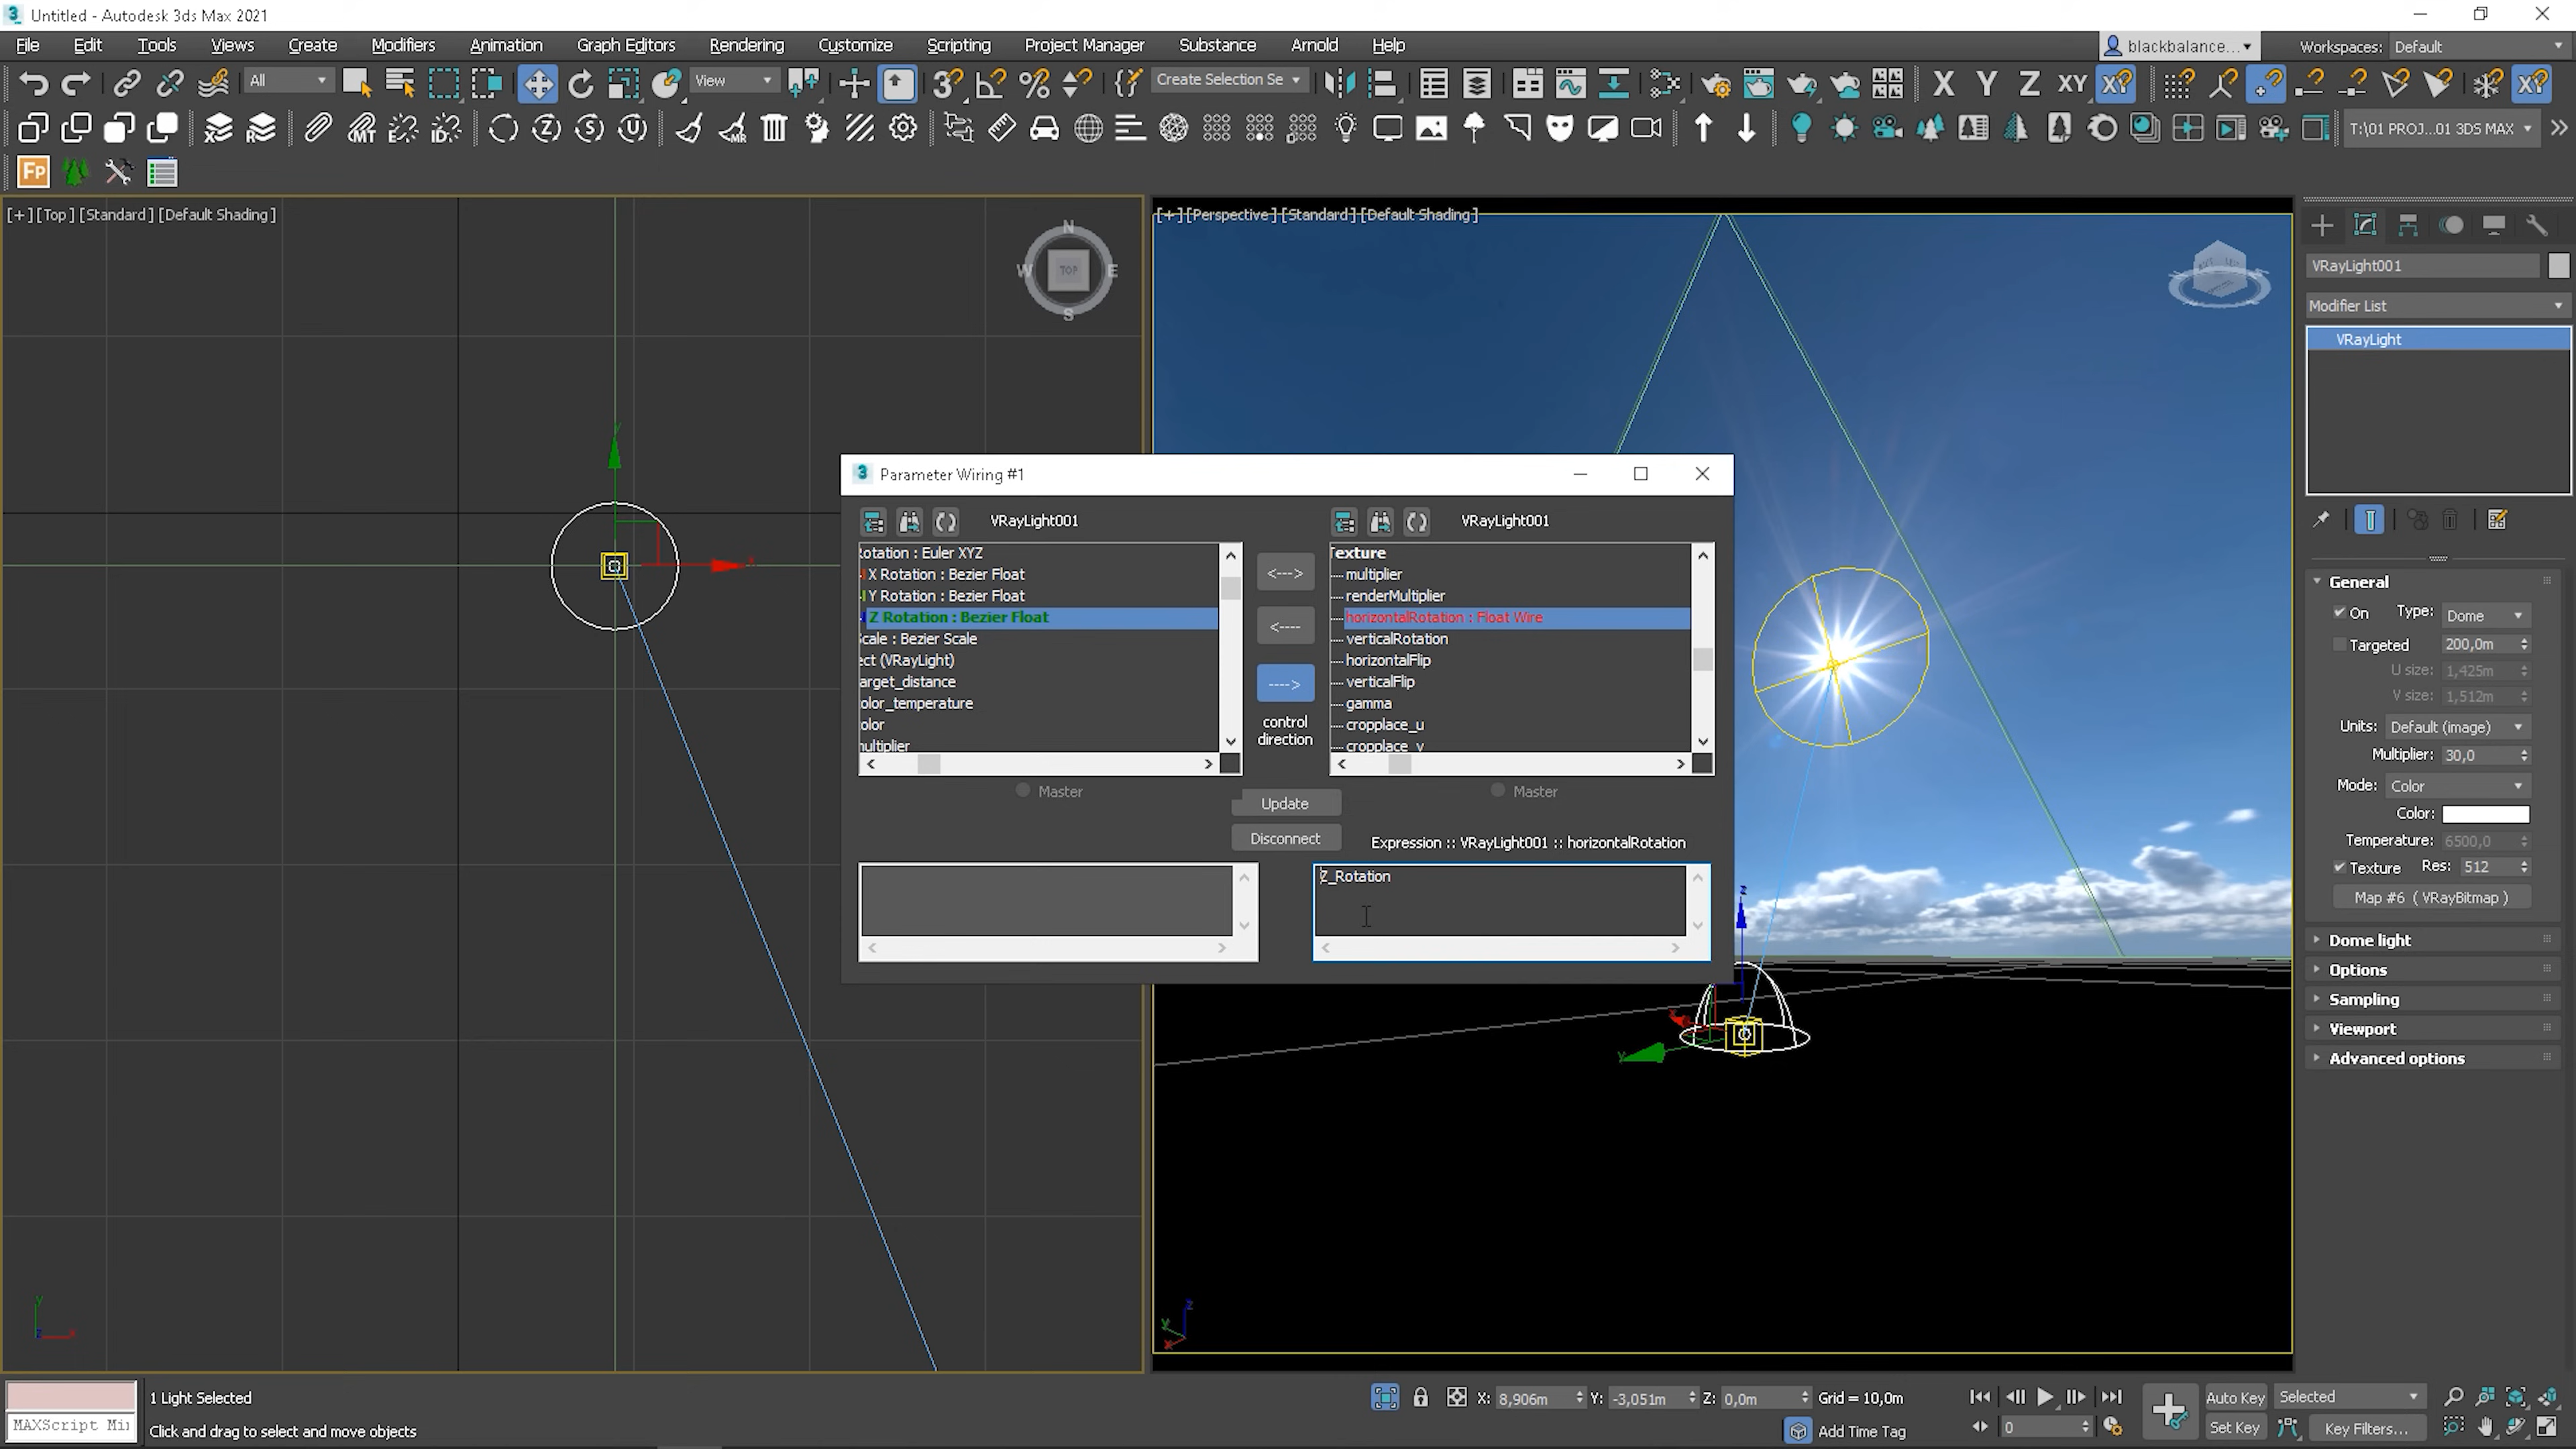 Untitled - Autodesk 3ds Max 2021
File Edit Tools Views Create Modifiers Animation Graph Editors Rendering Customize Scripting Project Manager Substance Arnold Help
blackbalance... Workspaces: Default
All View Create Selection Se X Y Z XY
T:\01 PROJ...01 3DS MAX
Fp
[+] [Top] [Standard] [Default Shading]
[+] [Perspective] [Standard] [Default Shading]
N
W TOP E
S
Parameter Wiring #1
VRayLight001 VRayLight001
otation : Euler XYZ
X Rotation : Bezier Float
Y Rotation : Bezier Float
Z Rotation : Bezier Float
cale : Bezier Scale
ect (VRayLight)
arget_distance
olor_temperature
olor
ultiplier
<--->
<----
---->
control
direction
exture
multiplier
renderMultiplier
horizontalRotation : Float Wire
verticalRotation
horizontalFlip
verticalFlip
gamma
cropplace_u
cropplace_v
Master Master
Update
Disconnect
Expression :: VRayLight001 :: horizontalRotation
Z_Rotation
VRayLight001
Modifier List
VRayLight
General
On Type: Dome
Targeted 200,0m
U size: 1,425m
V size: 1,512m
Units: Default (image)
Multiplier: 30,0
Mode: Color
Color:
Temperature: 6500,0
Texture Res: 512
Map #6 ( VRayBitmap )
Dome light
Options
Sampling
Viewport
Advanced options
1 Light Selected
MAXScript Mi
Click and drag to select and move objects
X: 8,906m Y: -3,051m Z: 0,0m Grid = 10,0m
Add Time Tag
0
Auto Key Selected
Set Key Key Filters...